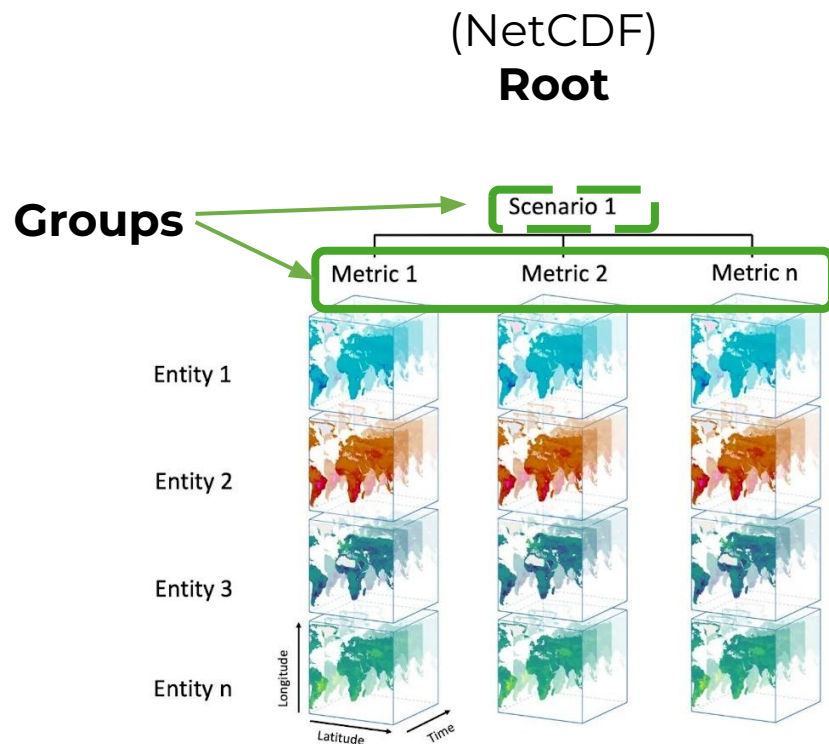 (NetCDF)
Root
Groups
Scenario 1
Metric 1
Metric 2
Metric n
Entity 1
Entity 2
Entity 3
Entity n
Longitude
Latitude
Time